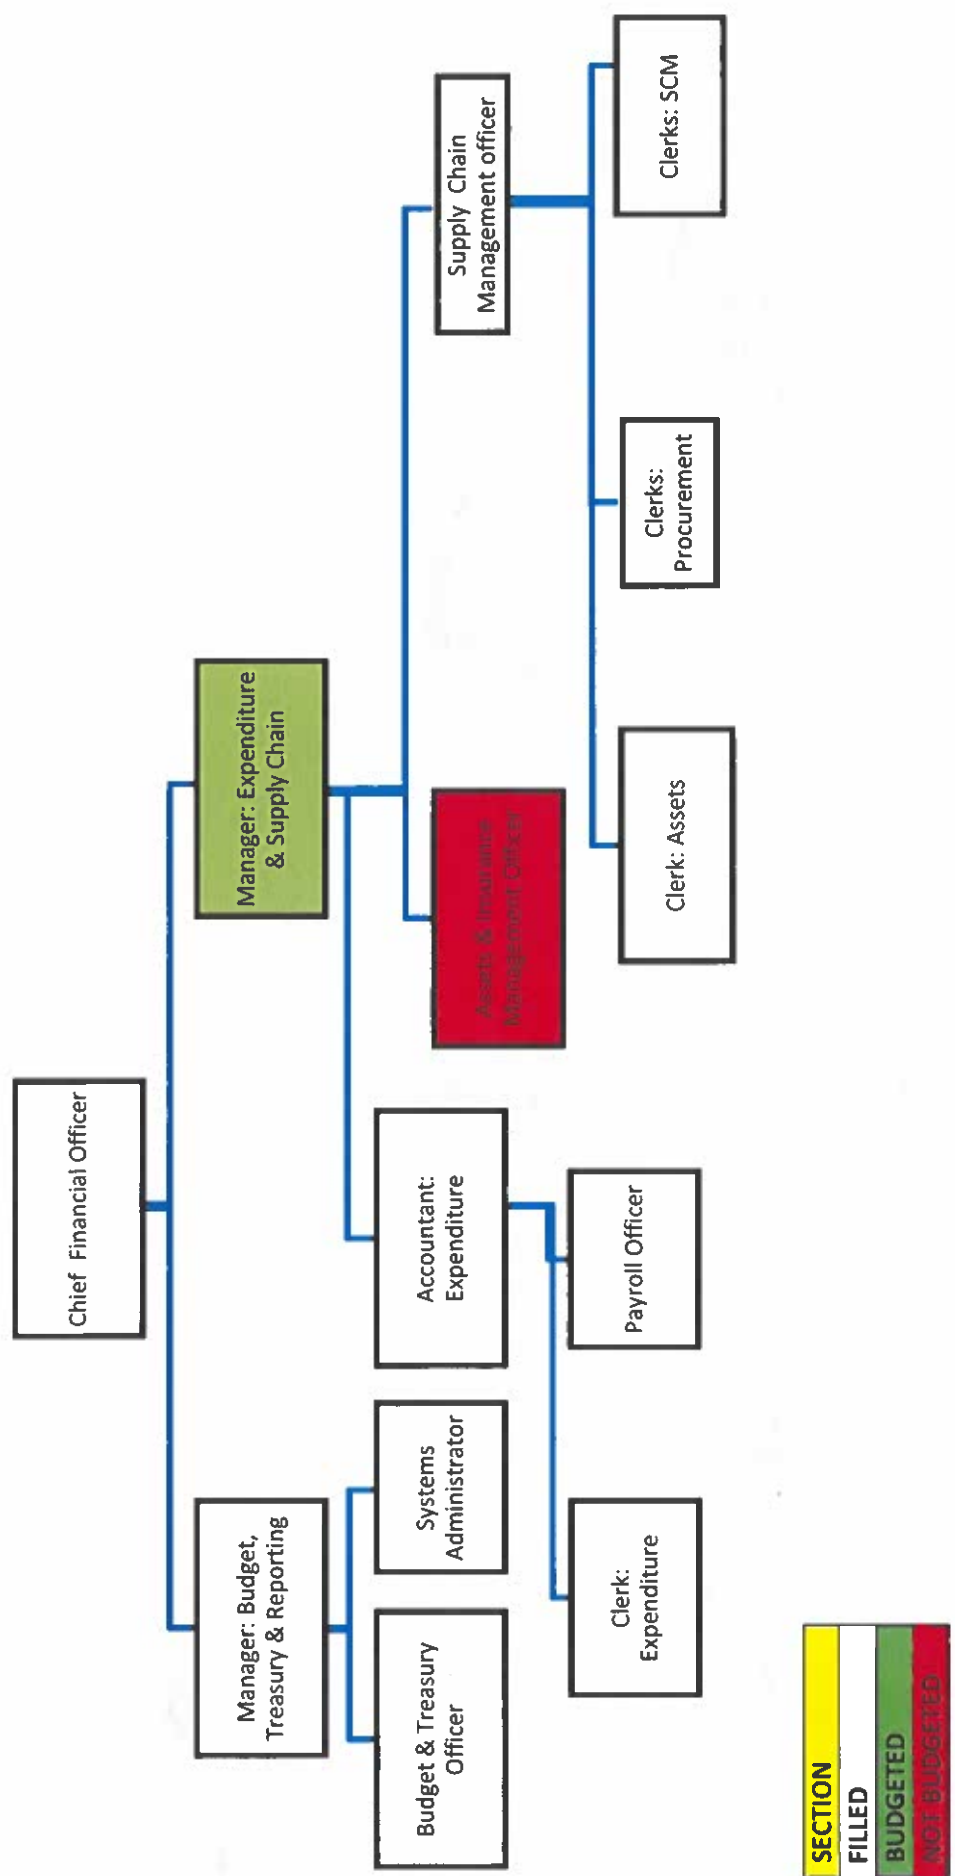 Chief Financial Officer
Manager: Budget,
Treasury & Reporting
Manager: Expenditure
& Supply Chain
Budget & Treasury
Officer
Systems
Administrator
Accountant:
Expenditure
Assets & Insurance
Management Officer
Supply Chain
Management officer
Clerk:
Expenditure
Payroll Officer
Clerk: Assets
Clerks:
Procurement
Clerks: SCM
SECTION
FILLED
BUDGETED
NOT BUDGETED